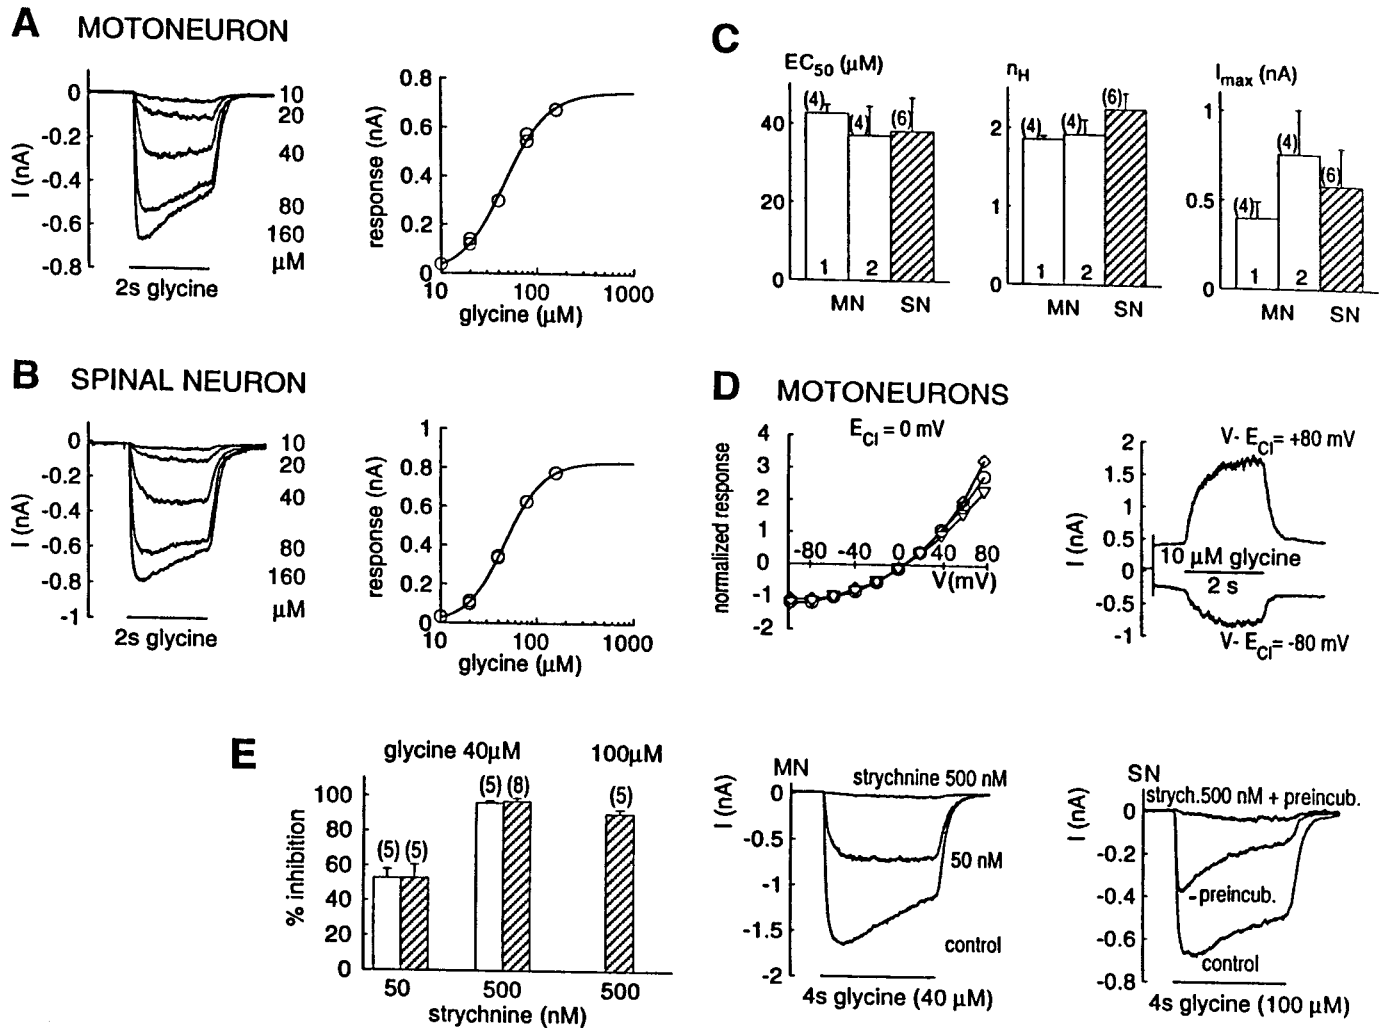 A MOTONEURON
I (nA)
0
-0.2
-0.4
-0.6
-0.8
10
20
40
80
160
µM
2s glycine
response (nA)
0.8
0.6
0.4
0.2
0
10
100
1000
glycine (µM)
B SPINAL NEURON
I (nA)
0
-0.2
-0.4
-0.6
-0.8
-1
10
20
40
80
160
µM
2s glycine
response (nA)
1
0.8
0.6
0.4
0.2
0
10
100
1000
glycine (µM)
C
EC50 (µM)
40
20
0
(4)
(4)
(6)
1
2
MN
SN
nH
2
1
0
(4)
(4)
(6)
1
2
MN
SN
Imax (nA)
1
0.5
0
(4)
(4)
(6)
1
2
MN
SN
D MOTONEURONS
ECl = 0 mV
normalized response
4
3
2
1
0
-1
-2
-80
-40
0
40
80
V(mV)
I (nA)
2
1.5
1
0.5
0
-0.5
-1
V- ECl= +80 mV
10 µM glycine
2 s
V- ECl= -80 mV
E
glycine 40µM
100µM
% inhibition
100
80
60
40
20
0
(5)
(5)
(5)
(8)
(5)
50
500
500
strychnine (nM)
MN
I (nA)
0
-0.5
-1
-1.5
-2
strychnine 500 nM
50 nM
control
4s glycine (40 µM)
SN
I (nA)
0
-0.2
-0.4
-0.6
-0.8
strych.500 nM + preincub.
-preincub.
control
4s glycine (100 µM)